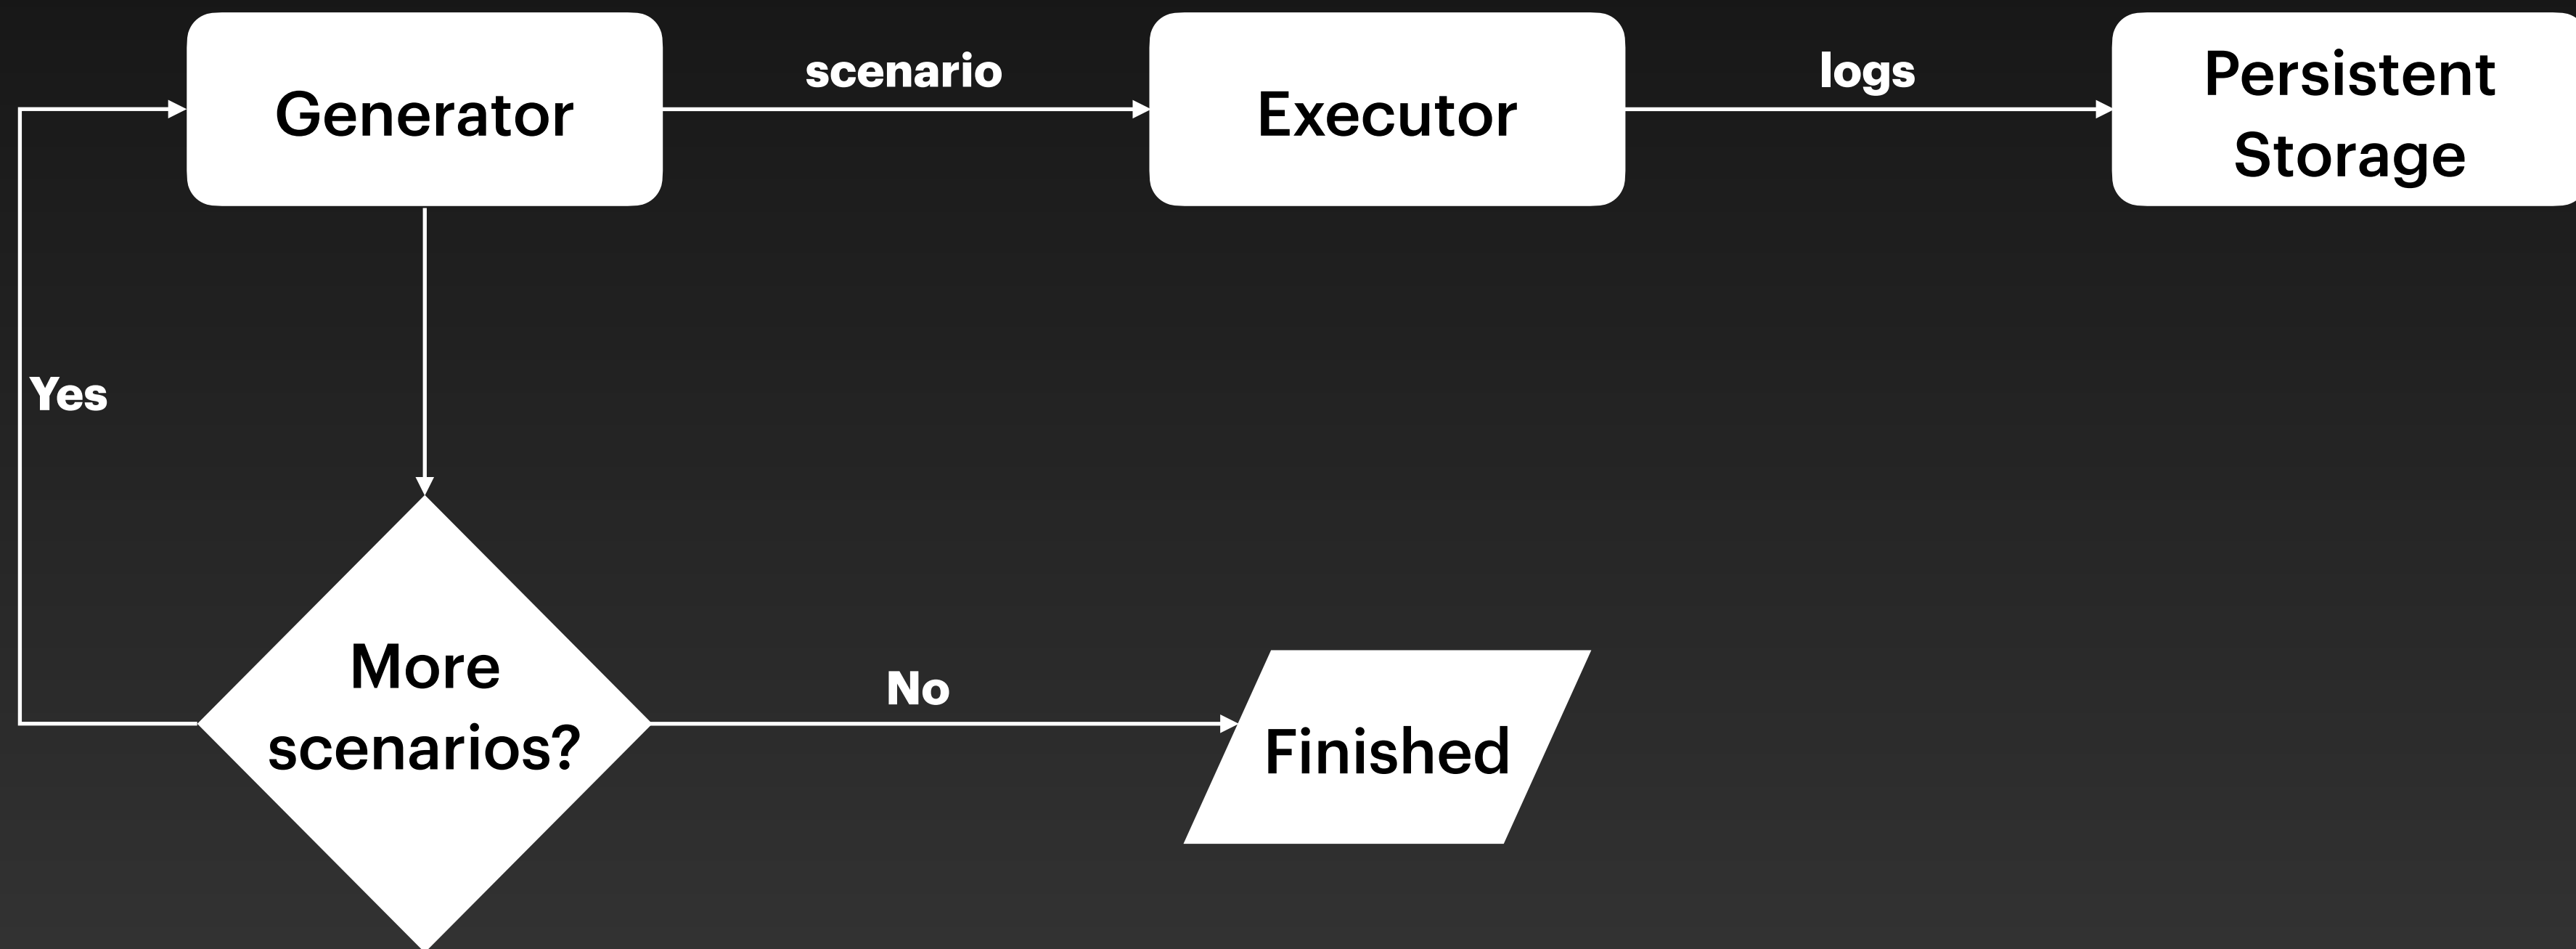 Generator
scenario
Executor
logs
Persistent
Storage
Yes
More
scenarios?
No
Finished